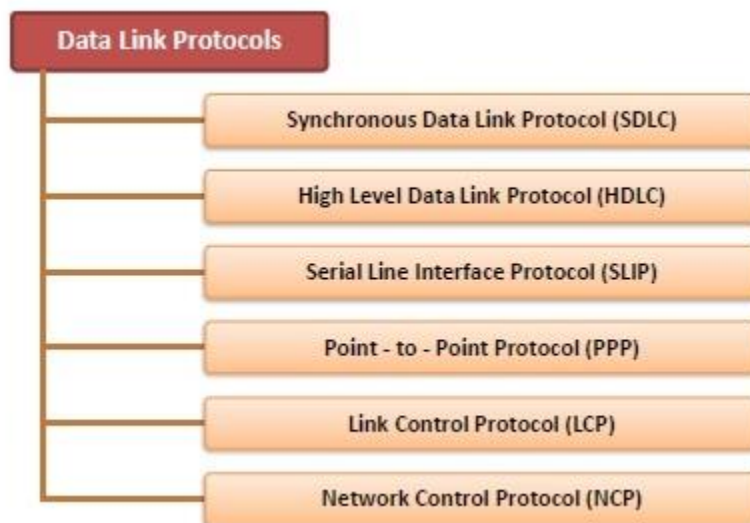 Data Link Protocols
Synchronous Data Link Protocol (SDLC)
High Level Data Link Protocol (HDLC)
Serial Line Interface Protocol (SLIP)
Point - to - Point Protocol (PPP)
Link Control Protocol (LCP)
Network Control Protocol (NCP)